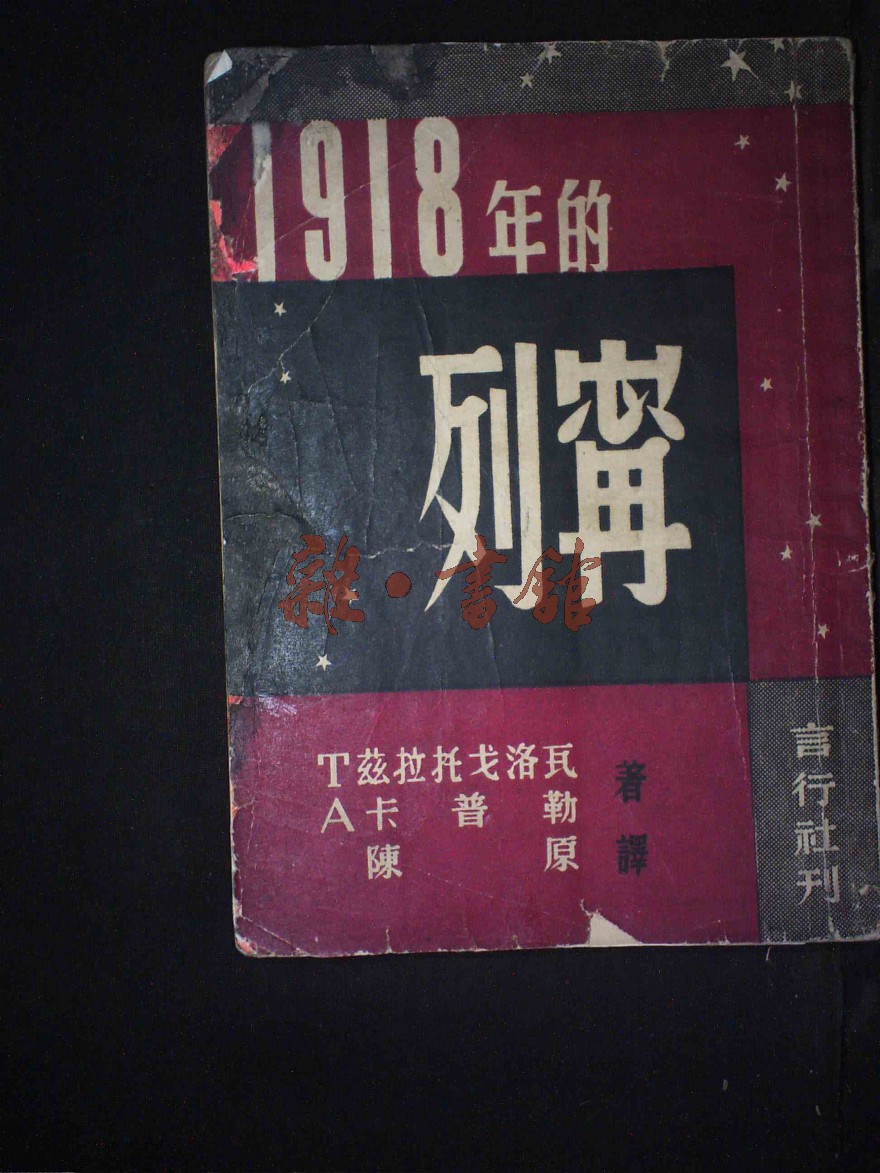 1918年的
列甯
T茲拉托戈洛瓦
A卡普勒 著
陳原 譯
言行社刊
雜·書館